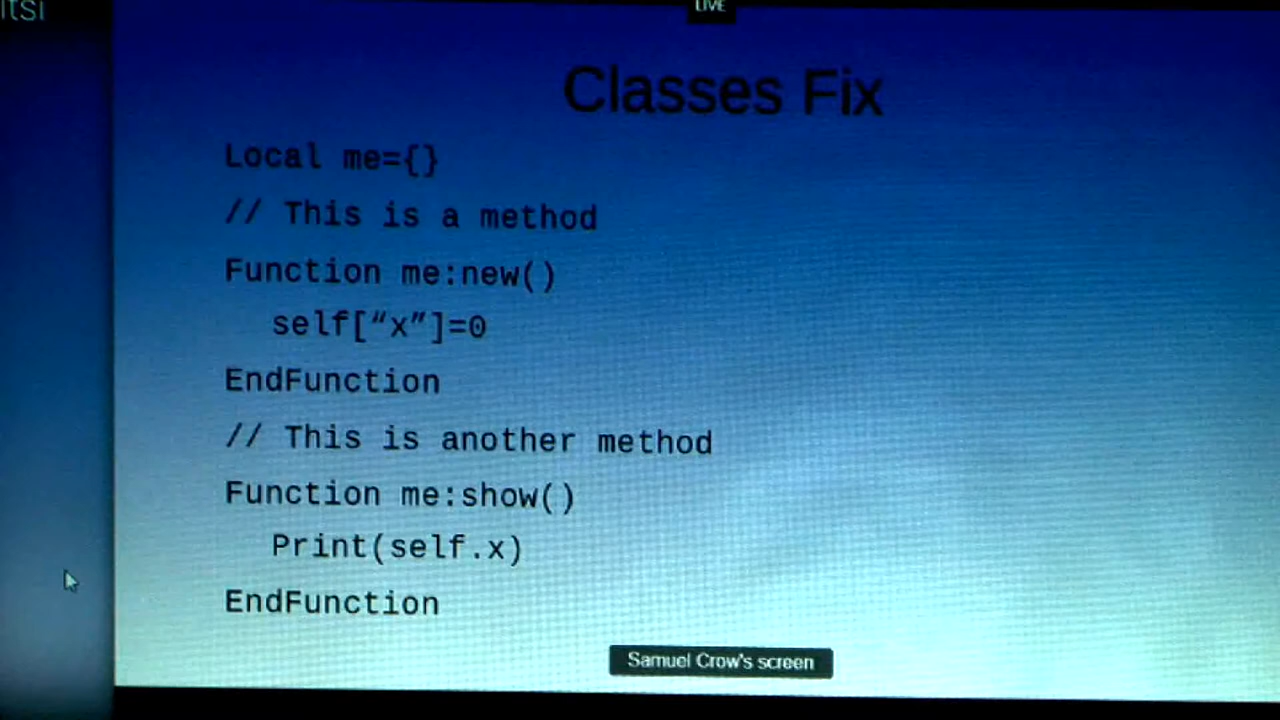 itsi
LIVE
Classes Fix
Local me={}
// This is a method
Function me:new()
self[“x”]=0
EndFunction
// This is another method
Function me:show()
Print(self.x)
EndFunction
Samuel Crow's screen